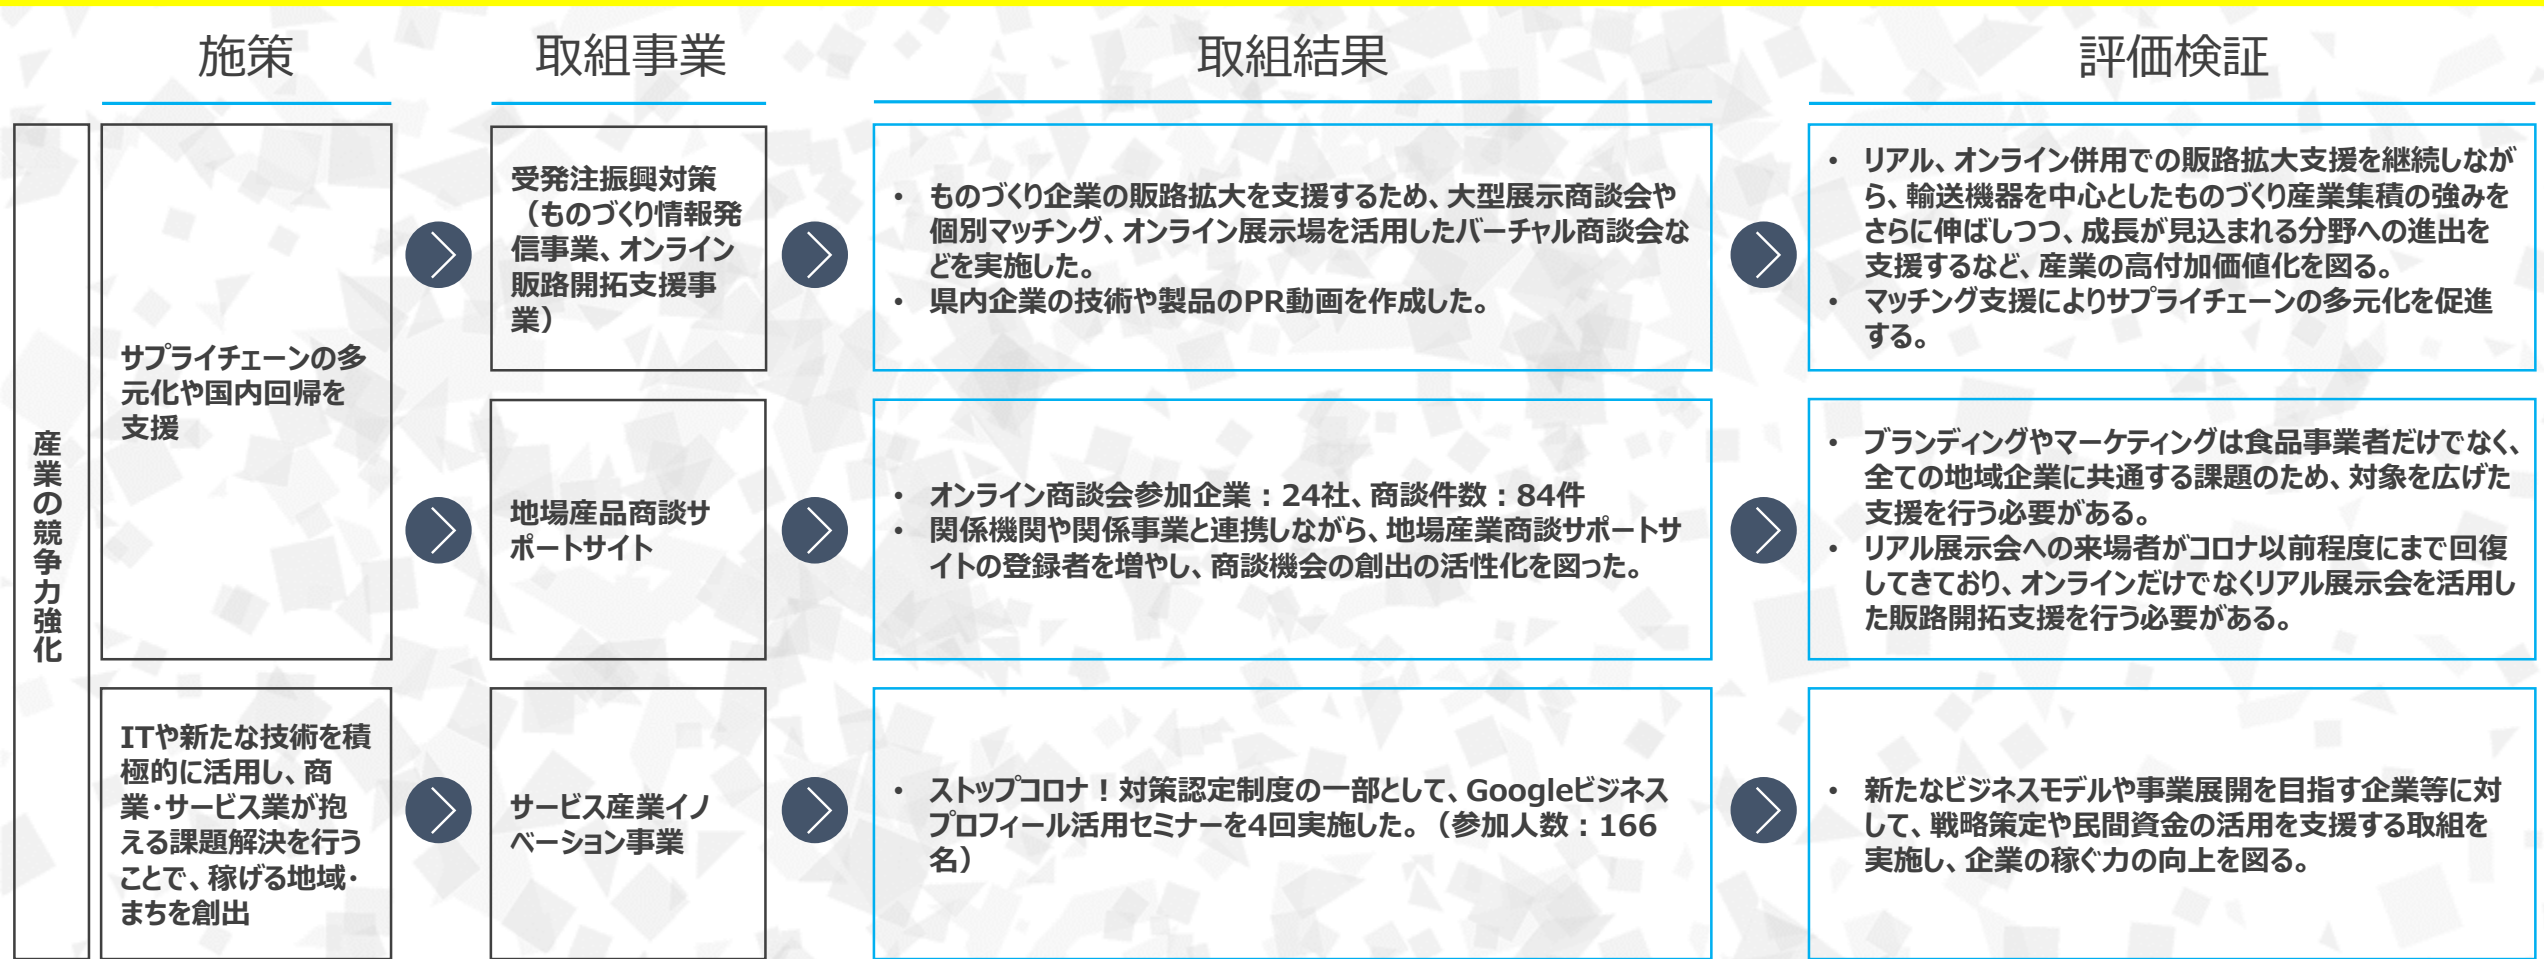 施策
取組事業
取組結果
評価検証
産業の競争力強化
サプライチェーンの多
元化や国内回帰を
支援
受発注振興対策
（ものづくり情報発
信事業、オンライン
販路開拓支援事
業）
• ものづくり企業の販路拡大を支援するため、大型展示商談会や
個別マッチング、オンライン展示場を活用したバーチャル商談会な
どを実施した。
• 県内企業の技術や製品のPR動画を作成した。
• リアル、オンライン併用での販路拡大支援を継続しなが
ら、輸送機器を中心としたものづくり産業集積の強みを
さらに伸ばしつつ、成長が見込まれる分野への進出を
支援するなど、産業の高付加価値化を図る。
• マッチング支援によりサプライチェーンの多元化を促進
する。
地場産品商談サ
ポートサイト
• オンライン商談会参加企業：24社、商談件数：84件
• 関係機関や関係事業と連携しながら、地場産業商談サポートサ
イトの登録者を増やし、商談機会の創出の活性化を図った。
• ブランディングやマーケティングは食品事業者だけでなく、
全ての地域企業に共通する課題のため、対象を広げた
支援を行う必要がある。
• リアル展示会への来場者がコロナ以前程度にまで回復
してきており、オンラインだけでなくリアル展示会を活用し
た販路開拓支援を行う必要がある。
ITや新たな技術を積
極的に活用し、商
業・サービス業が抱
える課題解決を行う
ことで、稼げる地域・
まちを創出
サービス産業イノ
ベーション事業
• ストップコロナ！対策認定制度の一部として、Googleビジネス
プロフィール活用セミナーを4回実施した。（参加人数：166
名）
• 新たなビジネスモデルや事業展開を目指す企業等に対
して、戦略策定や民間資金の活用を支援する取組を
実施し、企業の稼ぐ力の向上を図る。